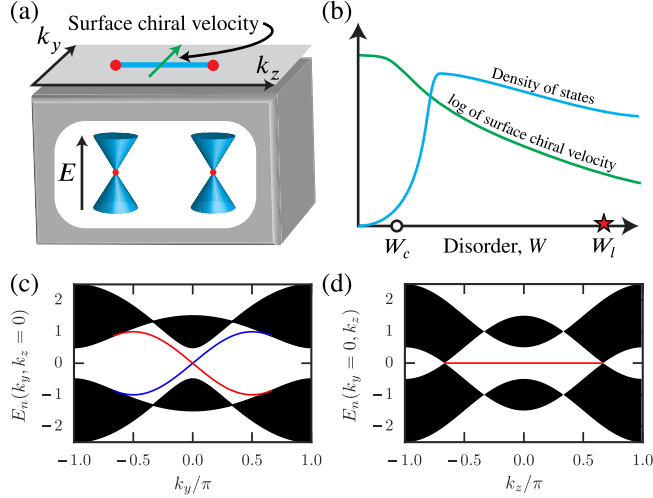 (a)
Surface chiral velocity
k_y
k_z
E
(b)
Density of states
log of surface chiral velocity
W_c
Disorder, W
W_l
(c)
E_n(k_y, k_z = 0)
2
1
0
−1
−2
−1.0
−0.5
0.0
0.5
1.0
k_y/π
(d)
E_n(k_y = 0, k_z)
2
1
0
−1
−2
−1.0
−0.5
0.0
0.5
1.0
k_z/π